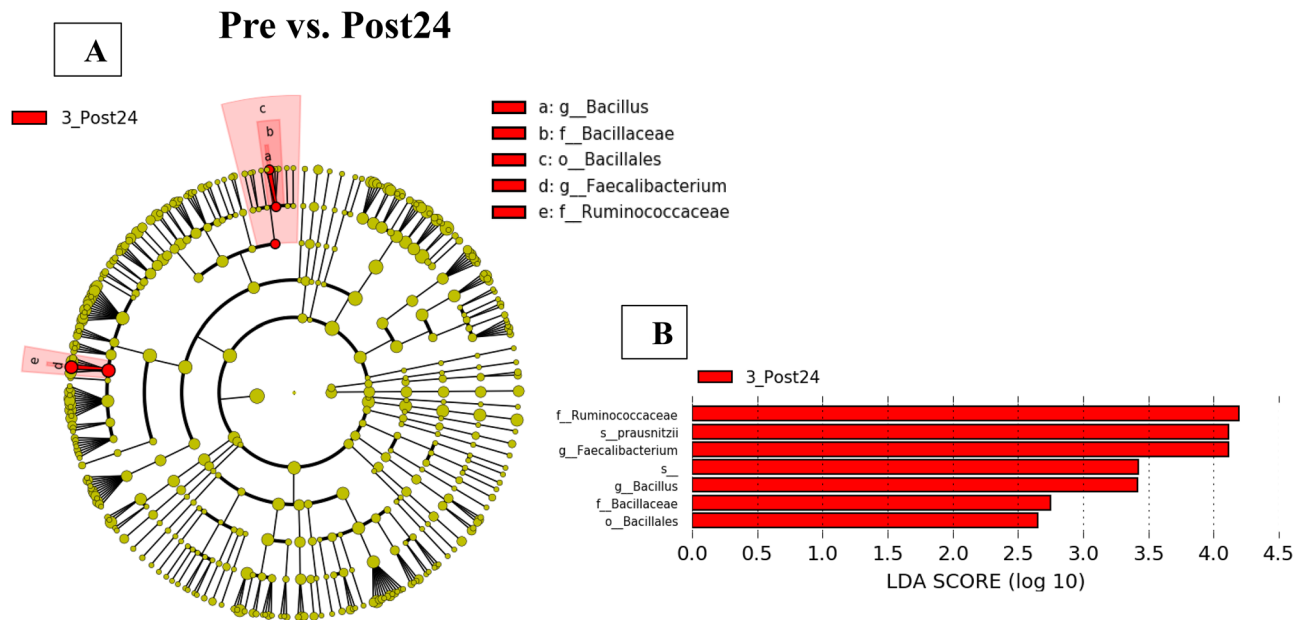 Pre vs. Post24
A
3_Post24
a: g__Bacillus
b: f__Bacillaceae
c: o__Bacillales
d: g__Faecalibacterium
e: f__Ruminococcaceae
c
b
a
e
d
B
3_Post24
f__Ruminococcaceae
s__prausnitzii
g__Faecalibacterium
s__
g__Bacillus
f__Bacillaceae
o__Bacillales
0.0 0.5 1.0 1.5 2.0 2.5 3.0 3.5 4.0 4.5
LDA SCORE (log 10)